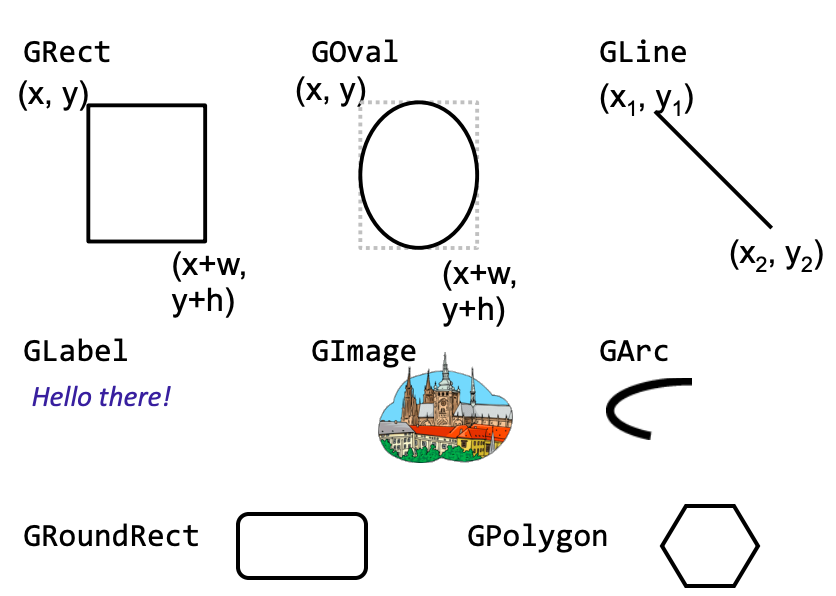 GRect
GOval
GLine
(x, y)
(x, y)
(x₁, y₁)
(x+w,
y+h)
(x+w,
y+h)
(x₂, y₂)
GLabel
GImage
GArc
Hello there!
GRoundRect
GPolygon